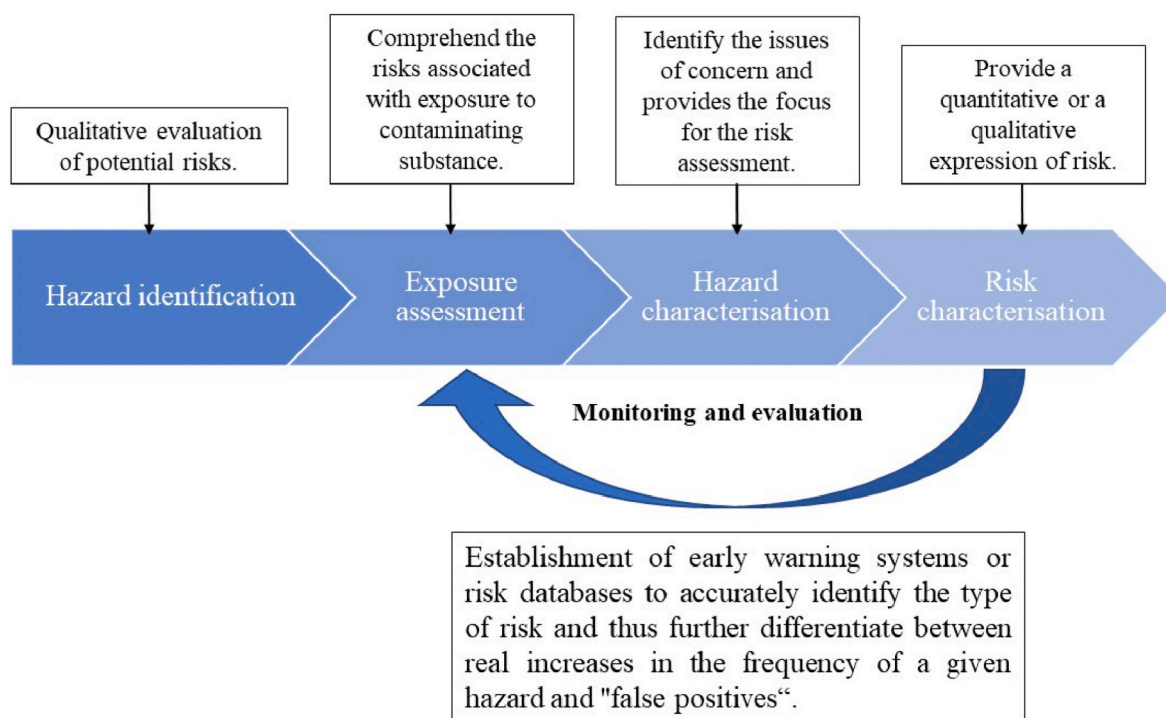 Qualitative evaluation
of potential risks.
Comprehend the
risks associated
with exposure to
contaminating
substance.
Identify the issues
of concern and
provides the focus
for the risk
assessment.
Provide a
quantitative or a
qualitative
expression of risk.
Hazard identification
Exposure
assessment
Hazard
characterisation
Risk
characterisation
Monitoring and evaluation
Establishment of early warning systems or
risk databases to accurately identify the type
of risk and thus further differentiate between
real increases in the frequency of a given
hazard and "false positives“.